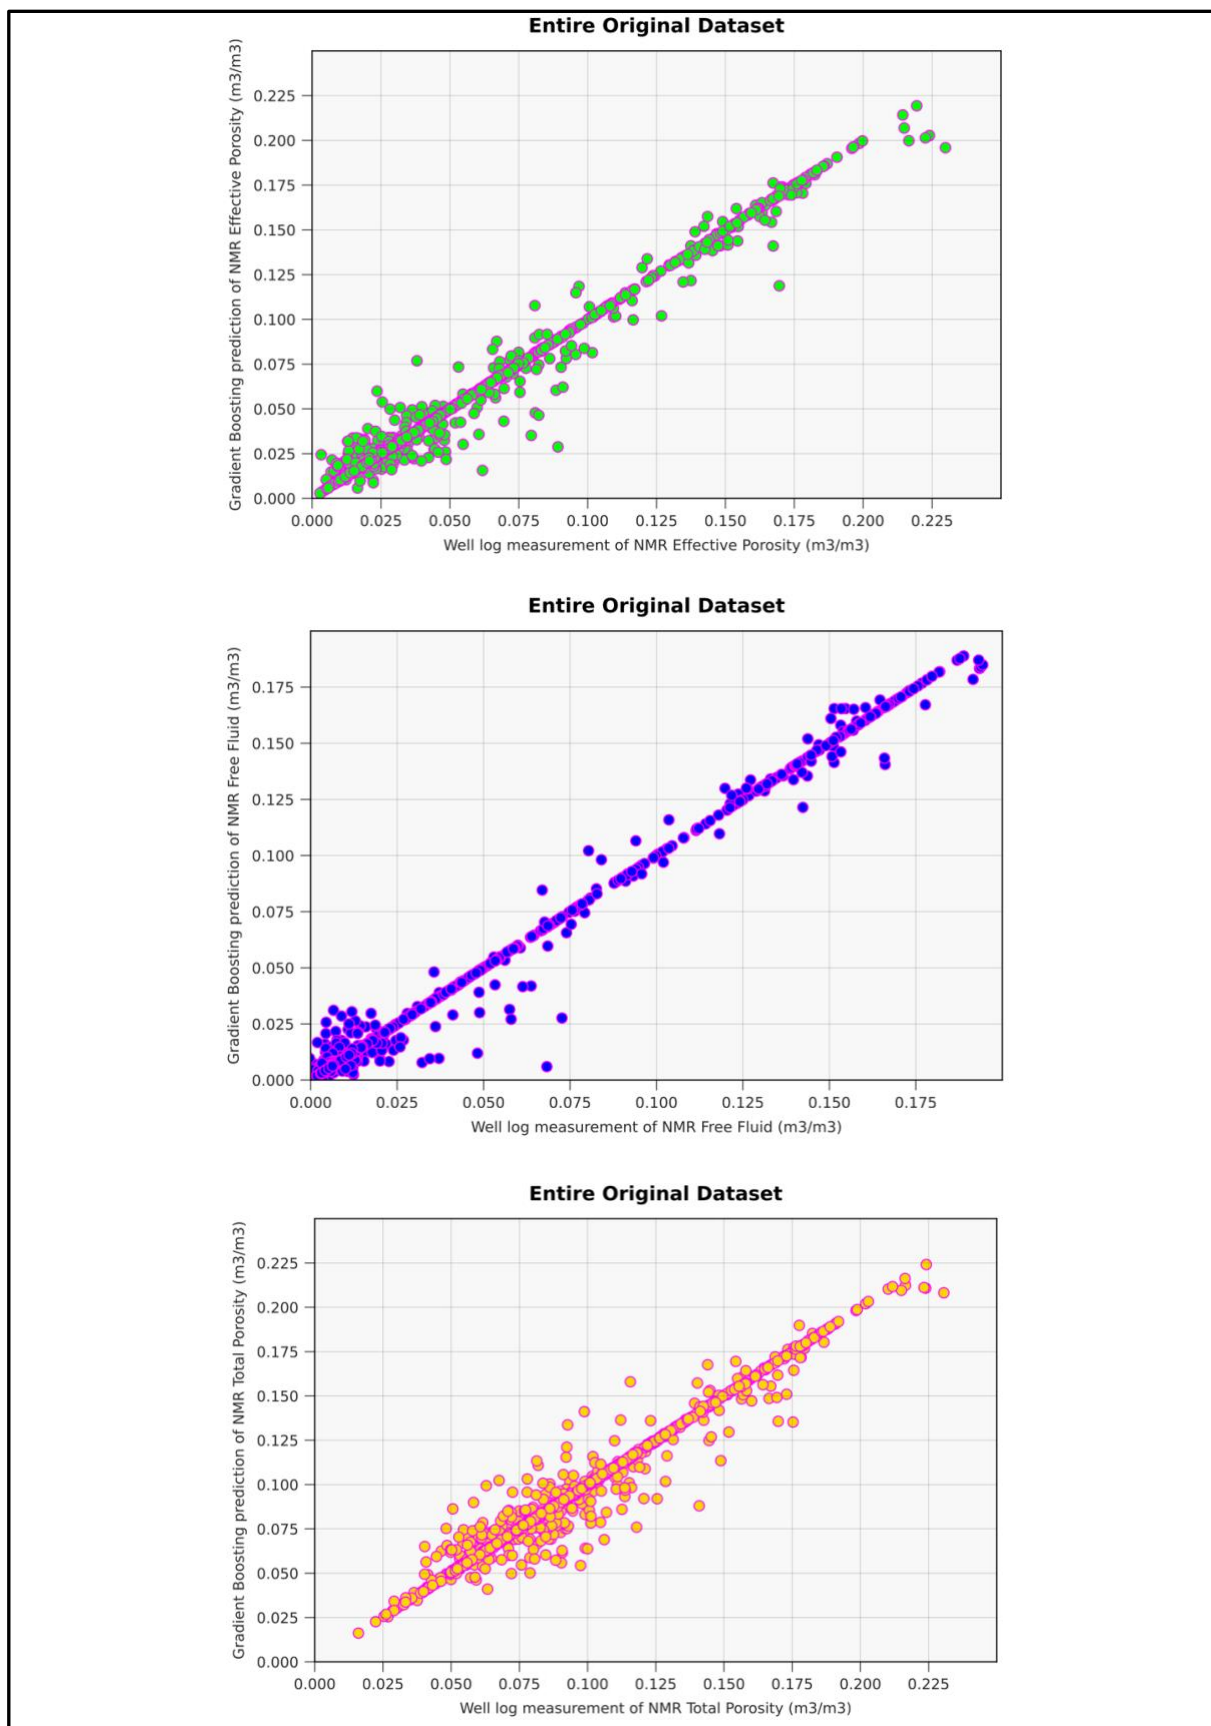 Entire Original Dataset
Gradient Boosting prediction of NMR Effective Porosity (m3/m3)
0.225
0.200
0.175
0.150
0.125
0.100
0.075
0.050
0.025
0.000
0.000 0.025 0.050 0.075 0.100 0.125 0.150 0.175 0.200 0.225
Well log measurement of NMR Effective Porosity (m3/m3)
Entire Original Dataset
Gradient Boosting prediction of NMR Free Fluid (m3/m3)
0.175
0.150
0.125
0.100
0.075
0.050
0.025
0.000
0.000 0.025 0.050 0.075 0.100 0.125 0.150 0.175
Well log measurement of NMR Free Fluid (m3/m3)
Entire Original Dataset
Gradient Boosting prediction of NMR Total Porosity (m3/m3)
0.225
0.200
0.175
0.150
0.125
0.100
0.075
0.050
0.025
0.000
0.000 0.025 0.050 0.075 0.100 0.125 0.150 0.175 0.200 0.225
Well log measurement of NMR Total Porosity (m3/m3)